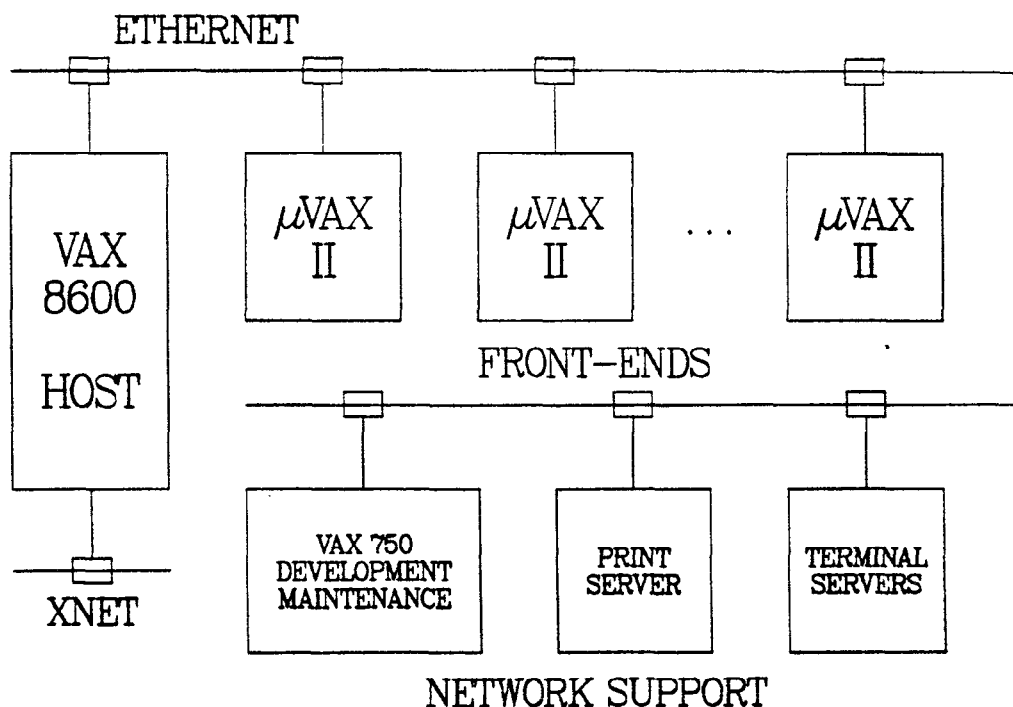 ETHERNET
VAX
8600
HOST
XNET
μVAX
II
μVAX
II
...
μVAX
II
FRONT-ENDS
VAX 750
DEVELOPMENT
MAINTENANCE
PRINT
SERVER
TERMINAL
SERVERS
NETWORK SUPPORT